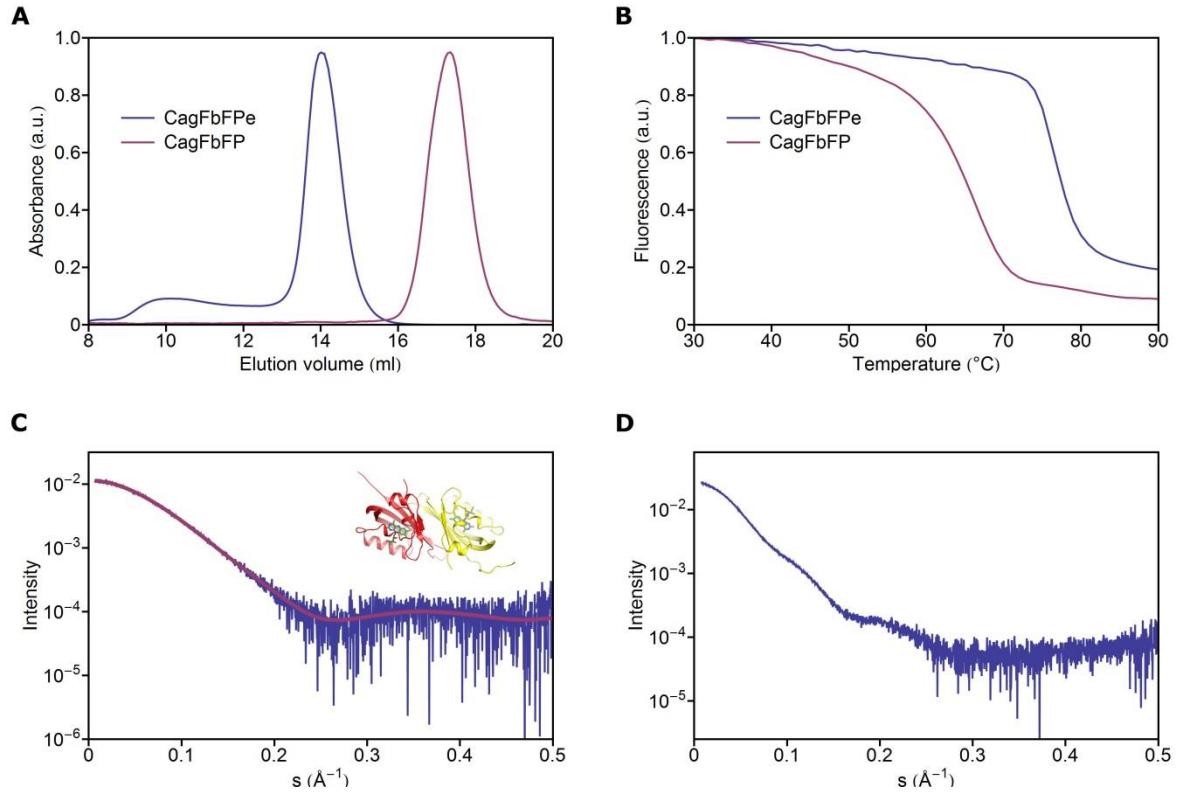 A
1.0
0.8
0.6
0.4
0.2
0
Absorbance (a.u.)
CagFbFPe
CagFbFP
8 10 12 14 16 18 20
Elution volume (ml)
B
1.0
0.8
0.6
0.4
0.2
0
Fluorescence (a.u.)
CagFbFPe
CagFbFP
30 40 50 60 70 80 90
Temperature (°C)
C
10⁻²
10⁻³
10⁻⁴
10⁻⁵
10⁻⁶
Intensity
0 0.1 0.2 0.3 0.4 0.5
s (Å⁻¹)
D
10⁻²
10⁻³
10⁻⁴
10⁻⁵
Intensity
0 0.1 0.2 0.3 0.4 0.5
s (Å⁻¹)